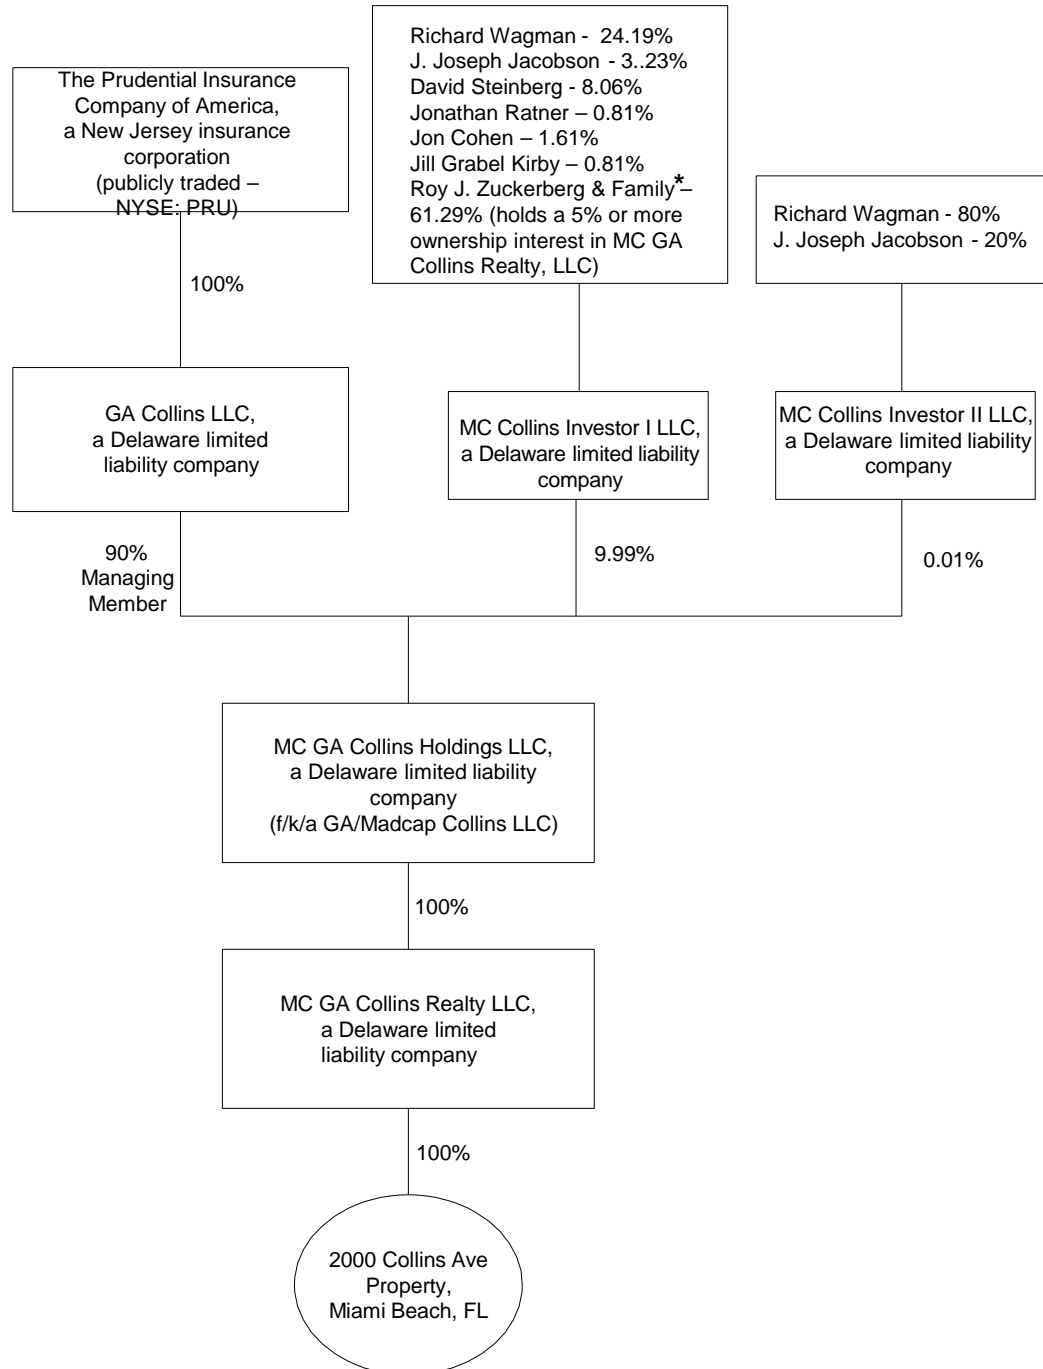 The Prudential Insurance
Company of America,
a New Jersey insurance
corporation
(publicly traded –
NYSE: PRU)
Richard Wagman - 24.19%
J. Joseph Jacobson - 3..23%
David Steinberg - 8.06%
Jonathan Ratner – 0.81%
Jon Cohen – 1.61%
Jill Grabel Kirby – 0.81%
Roy J. Zuckerberg & Family*–
61.29% (holds a 5% or more
ownership interest in MC GA
Collins Realty, LLC)
Richard Wagman - 80%
J. Joseph Jacobson - 20%
100%
GA Collins LLC,
a Delaware limited
liability company
MC Collins Investor I LLC,
a Delaware limited liability
company
MC Collins Investor II LLC,
a Delaware limited liability
company
90%
Managing
Member
9.99%
0.01%
MC GA Collins Holdings LLC,
a Delaware limited liability
company
(f/k/a GA/Madcap Collins LLC)
100%
MC GA Collins Realty LLC,
a Delaware limited
liability company
100%
2000 Collins Ave
Property,
Miami Beach, FL